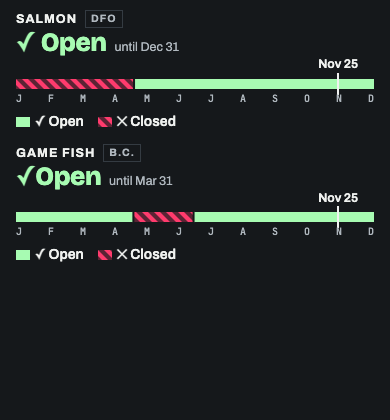 SALMON DFO
✓ Open until Dec 31
Nov 25
J F M A M J J A S O N D
✓ Open ✕ Closed
GAME FISH B.C.
✓ Open until Mar 31
Nov 25
J F M A M J J A S O N D
✓ Open ✕ Closed